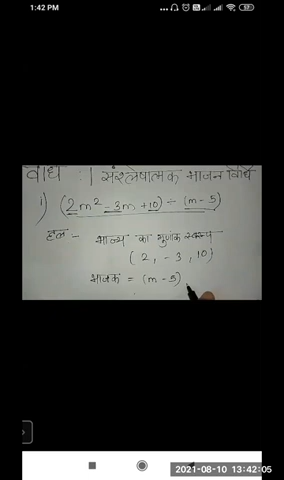 1:42 PM
57
विधि : | संश्लेषात्मक भाजन विधि
1) (2m² - 3m + 10) ÷ (m - 5)
हल :- भाज्य का गुणांक स्वरूप
(2, -3, 10)
भाजक = (m - 5)
2021-08-10 13:42:05